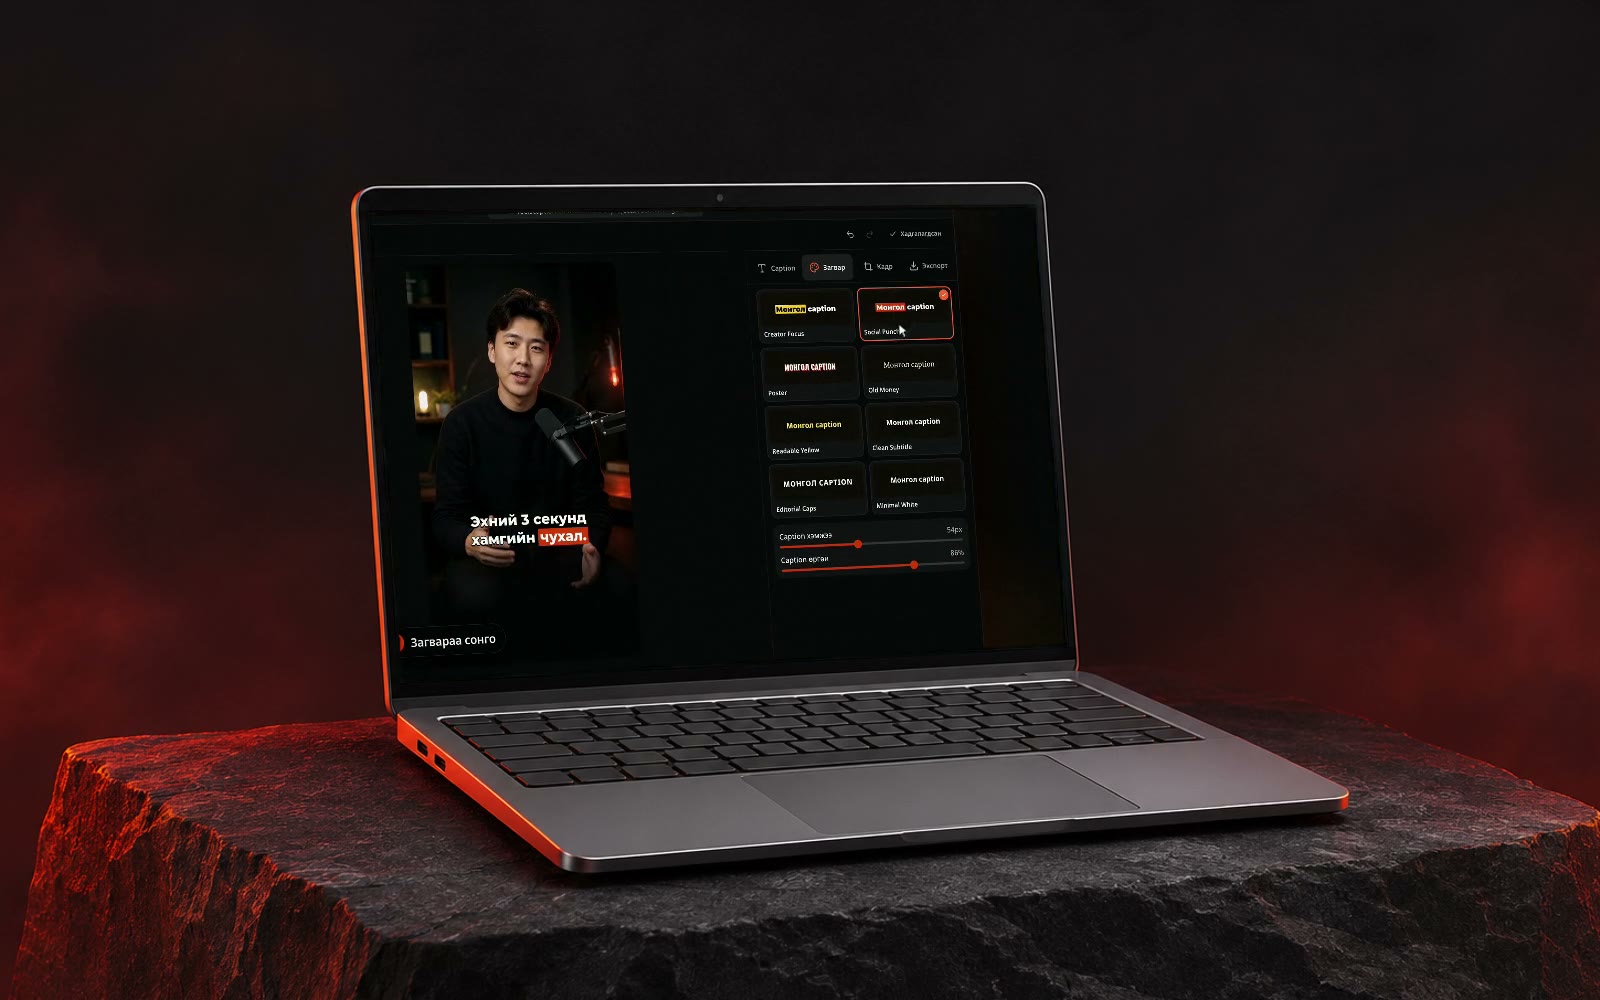 Хадгалагдсан
Caption
Загвар
Кадр
Экспорт
Монгол caption
Creator Focus
Монгол caption
Social Punch
МОНГОЛ CAPTION
Poster
Монгол caption
Old Money
Монгол caption
Readable Yellow
Монгол caption
Clean Subtitle
МОНГОЛ CAPTION
Editorial Caps
Монгол caption
Minimal White
Caption хэмжээ
54px
Caption өргөн
86%
Эхний 3 секунд
хамгийн чухал.
Загвараа сонго